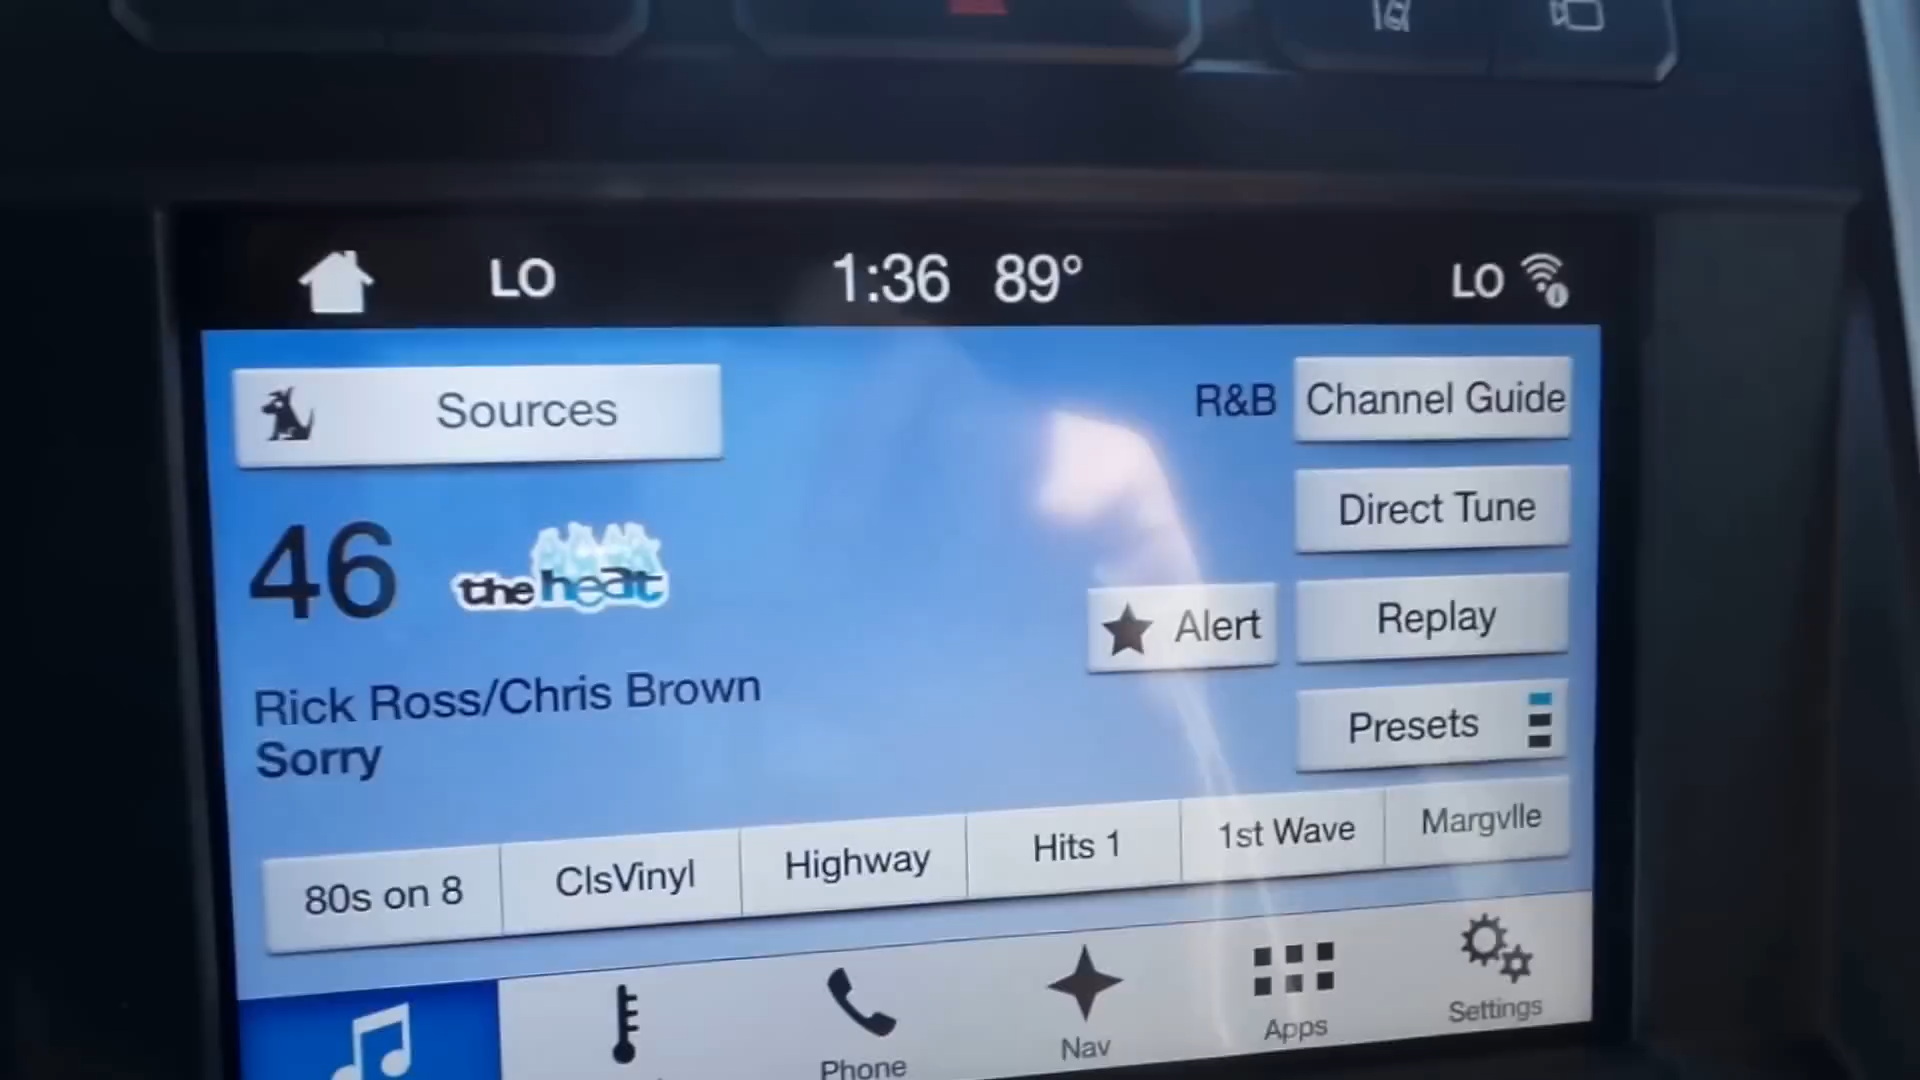 LO 1:36 89° LO
Sources
R&B
Channel Guide
Direct Tune
46 the heat
Alert
Replay
Rick Ross/Chris Brown
Sorry
Presets
80s on 8
ClsVinyl
Highway
Hits 1
1st Wave
Margvlle
Phone
Nav
Apps
Settings